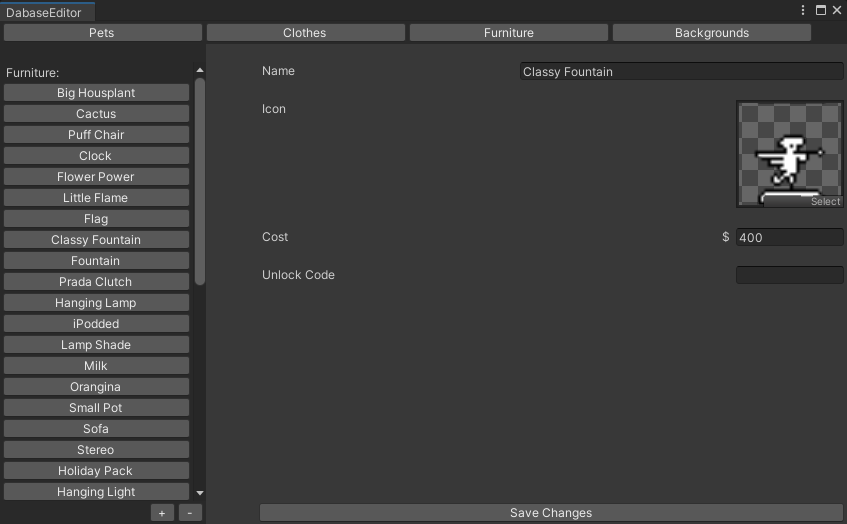 DabaseEditor
Pets
Clothes
Furniture
Backgrounds
Furniture:
Big Housplant
Cactus
Puff Chair
Clock
Flower Power
Little Flame
Flag
Classy Fountain
Fountain
Prada Clutch
Hanging Lamp
iPodded
Lamp Shade
Milk
Orangina
Small Pot
Sofa
Stereo
Holiday Pack
Hanging Light
+ -
Name Classy Fountain
Icon
Select
Cost $ 400
Unlock Code
Save Changes